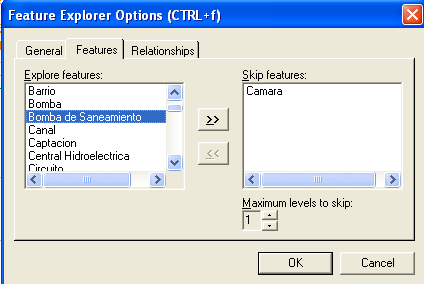 Feature Explorer Options (CTRL+f)
General Features Relationships
Explore features:
Barrio
Bomba
Bomba de Saneamiento
Canal
Captacion
Central Hidroelectrica
Circuito
>>
<<
Skip features:
Camara
Maximum levels to skip:
1
OK Cancel